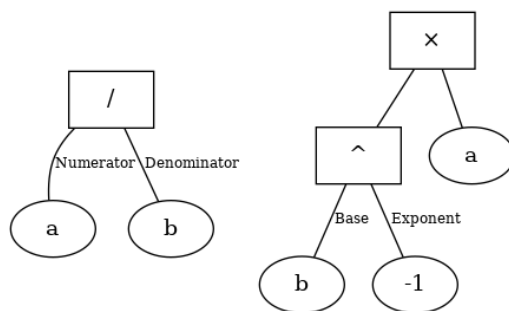 /
Numerator Denominator
a b
×
^ a
Base Exponent
b -1